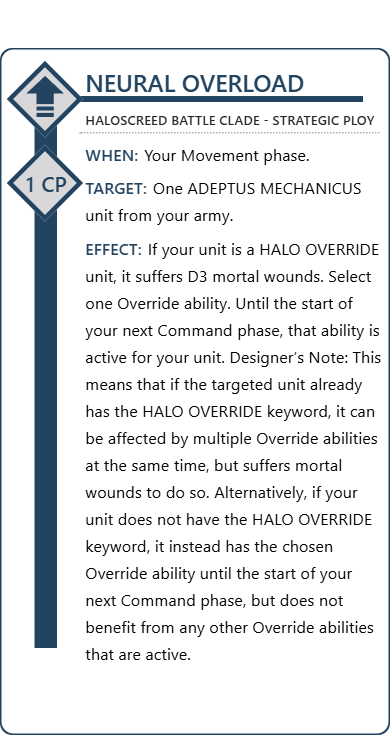 NEURAL OVERLOAD
HALOSCREED BATTLE CLADE - STRATEGIC PLOY
WHEN: Your Movement phase.
1 CP
TARGET: One ADEPTUS MECHANICUS
unit from your army.
EFFECT: If your unit is a HALO OVERRIDE
unit, it suffers D3 mortal wounds. Select
one Override ability. Until the start of
your next Command phase, that ability is
active for your unit. Designer’s Note: This
means that if the targeted unit already
has the HALO OVERRIDE keyword, it can
be affected by multiple Override abilities
at the same time, but suffers mortal
wounds to do so. Alternatively, if your
unit does not have the HALO OVERRIDE
keyword, it instead has the chosen
Override ability until the start of your
next Command phase, but does not
benefit from any other Override abilities
that are active.